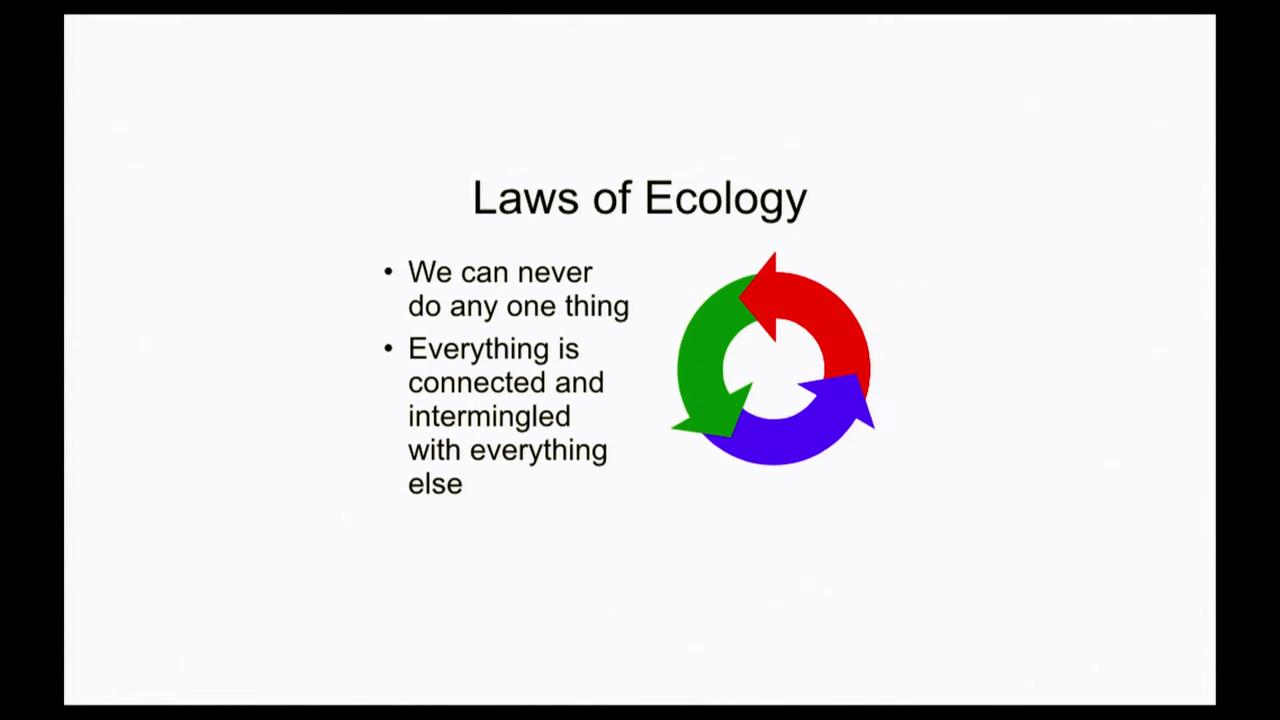 Laws of Ecology
• We can never
do any one thing
• Everything is
connected and
intermingled
with everything
else